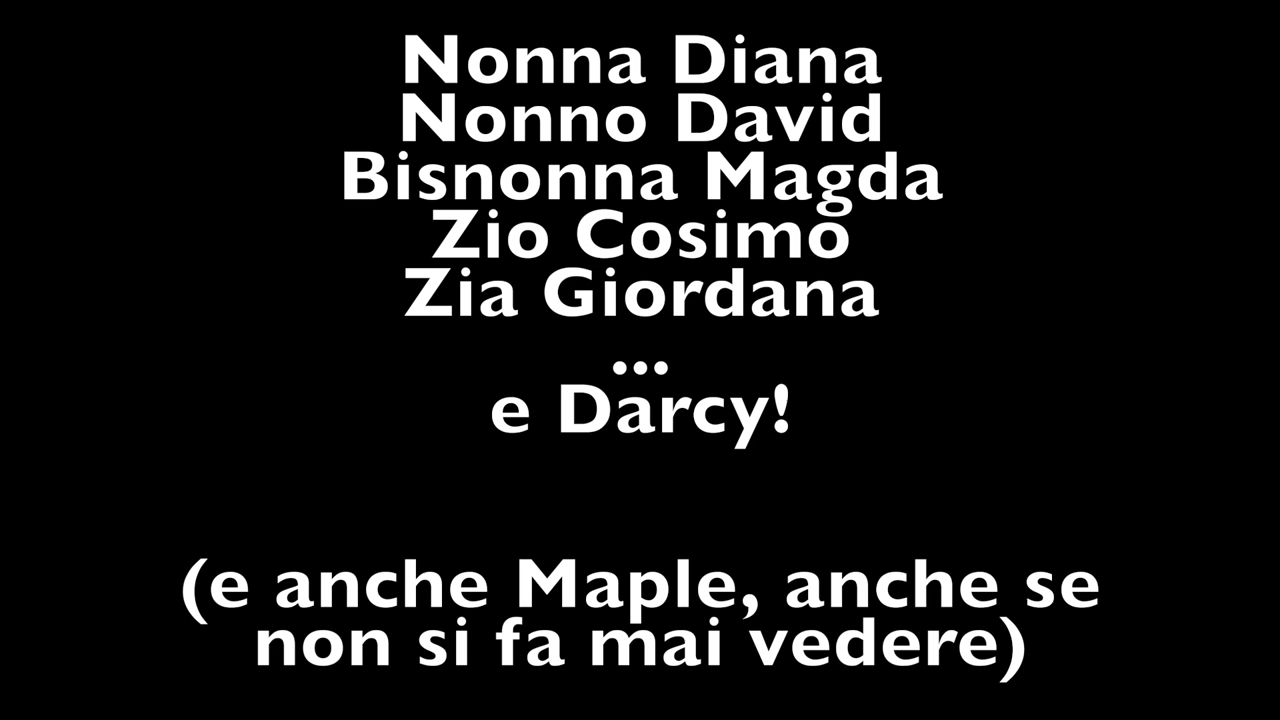 Nonna Diana
Nonno David
Bisnonna Magda
Zio Cosimo
Zia Giordana
...
e Darcy!
(e anche Maple, anche se
non si fa mai vedere)